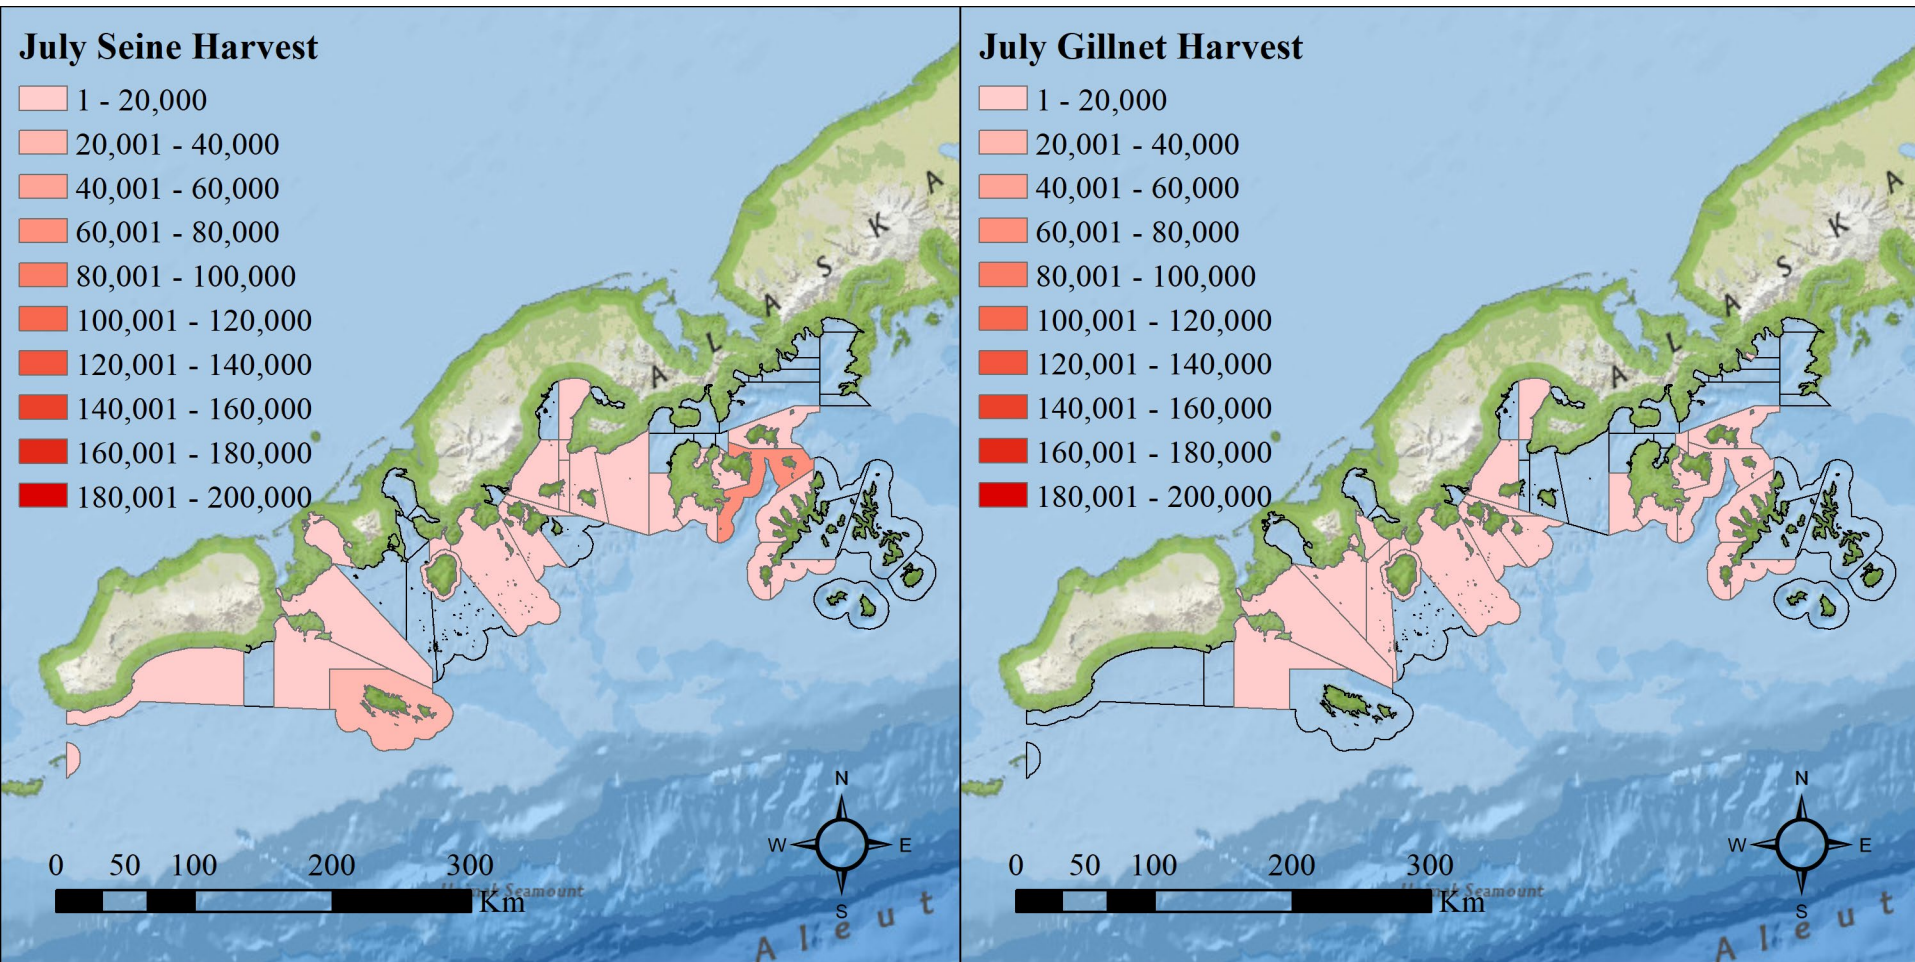 July Seine Harvest
1 - 20,000
20,001 - 40,000
40,001 - 60,000
60,001 - 80,000
80,001 - 100,000
100,001 - 120,000
120,001 - 140,000
140,001 - 160,000
160,001 - 180,000
180,001 - 200,000
A L A S K A
N
W E
S
0 50 100 200 300
Km
Seamount
Aleut
July Gillnet Harvest
1 - 20,000
20,001 - 40,000
40,001 - 60,000
60,001 - 80,000
80,001 - 100,000
100,001 - 120,000
120,001 - 140,000
140,001 - 160,000
160,001 - 180,000
180,001 - 200,000
A L A S K A
N
W E
S
0 50 100 200 300
Km
Seamount
Aleut